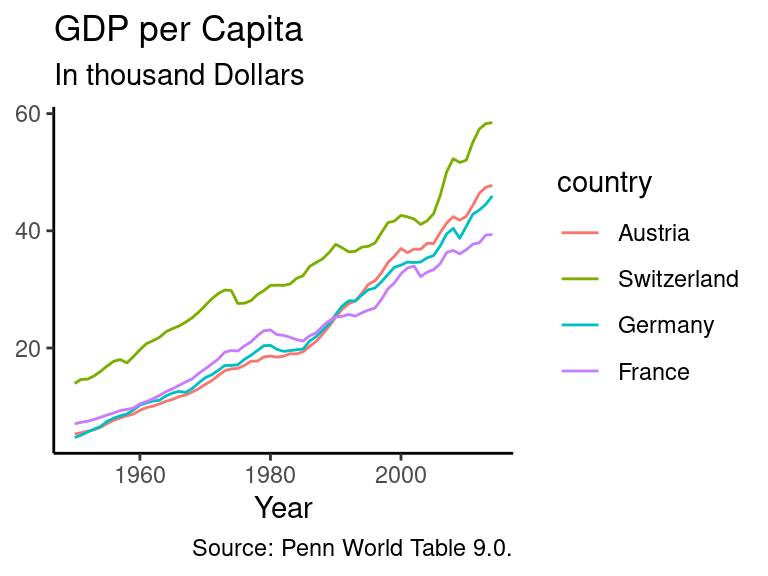 GDP per Capita
In thousand Dollars
60
40
20
1960 1980 2000
Year
country
Austria
Switzerland
Germany
France
Source: Penn World Table 9.0.